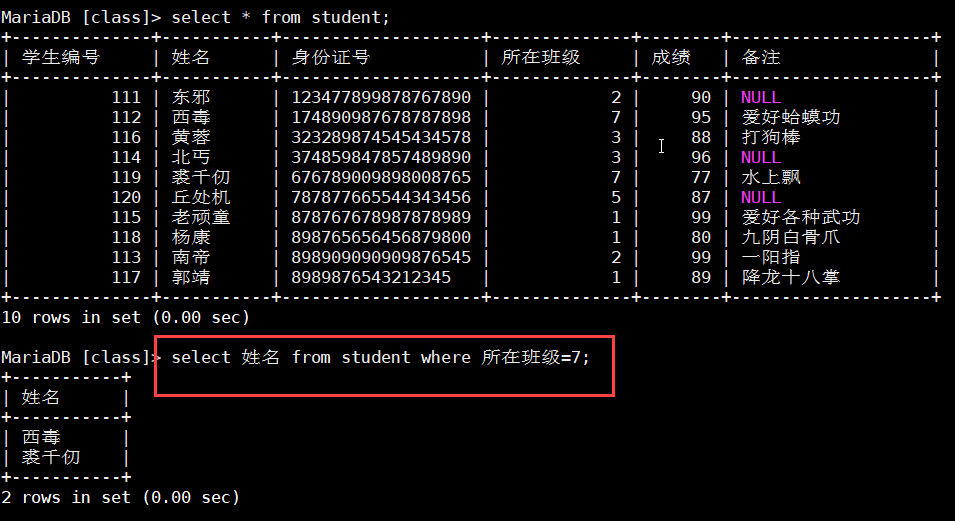 MariaDB [class]> select * from student;
+--------------+-----------+--------------------+--------------+--------+--------------------+
| 学生编号 | 姓名 | 身份证号 | 所在班级 | 成绩 | 备注 |
+--------------+-----------+--------------------+--------------+--------+--------------------+
| 111 | 东邪 | 123477899878767890 | 2 | 90 | NULL |
| 112 | 西毒 | 174890987678787898 | 7 | 95 | 爱好蛤蟆功 |
| 116 | 黄蓉 | 323289874545434578 | 3 | 88 | 打狗棒 |
| 114 | 北丐 | 374859847857489890 | 3 | 96 | NULL |
| 119 | 裘千仞 | 676789009898008765 | 7 | 77 | 水上飘 |
| 120 | 丘处机 | 787877665544343456 | 5 | 87 | NULL |
| 115 | 老顽童 | 878767678987878989 | 1 | 99 | 爱好各种武功 |
| 118 | 杨康 | 898765656456879800 | 1 | 80 | 九阴白骨爪 |
| 113 | 南帝 | 898909090909876545 | 2 | 99 | 一阳指 |
| 117 | 郭靖 | 8989876543212345 | 1 | 89 | 降龙十八掌 |
+--------------+-----------+--------------------+--------------+--------+--------------------+
10 rows in set (0.00 sec)
MariaDB [class]> select 姓名 from student where 所在班级=7;
+-----------+
| 姓名 |
+-----------+
| 西毒 |
| 裘千仞 |
+-----------+
2 rows in set (0.00 sec)